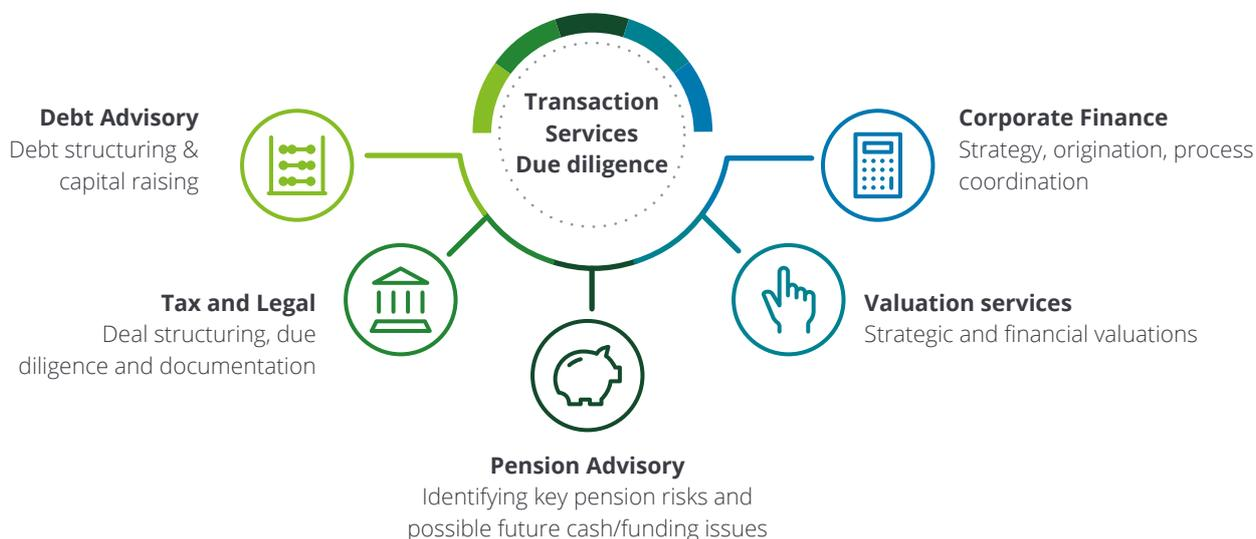 Transaction
Services
Due diligence
Debt Advisory
Debt structuring &
capital raising
Corporate Finance
Strategy, origination, process
coordination
Tax and Legal
Deal structuring, due
diligence and documentation
Valuation services
Strategic and financial valuations
Pension Advisory
Identifying key pension risks and
possible future cash/funding issues